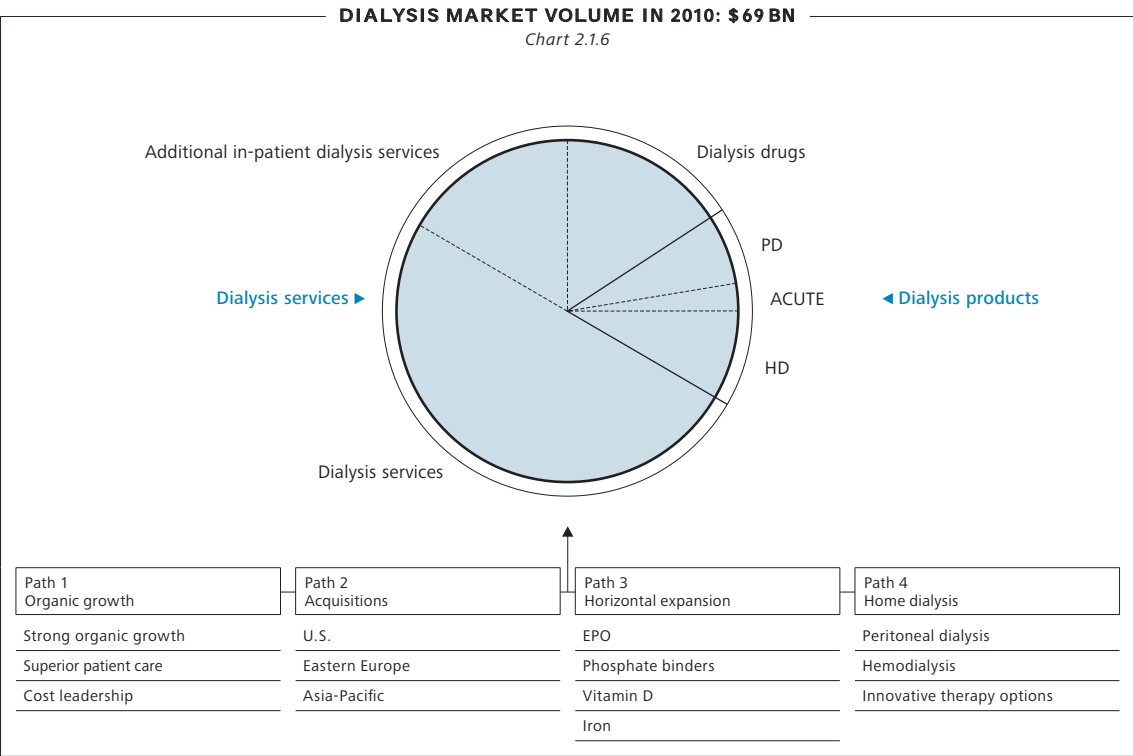 DIALYSIS MARKET VOLUME IN 2010: $ 69 BN
Chart 2.1.6
Additional in-patient dialysis services
Dialysis drugs
PD
Dialysis services ▶
ACUTE
◀ Dialysis products
HD
Dialysis services
Path 1
Organic growth
Strong organic growth
Superior patient care
Cost leadership
Path 2
Acquisitions
U.S.
Eastern Europe
Asia-Pacific
Path 3
Horizontal expansion
EPO
Phosphate binders
Vitamin D
Iron
Path 4
Home dialysis
Peritoneal dialysis
Hemodialysis
Innovative therapy options